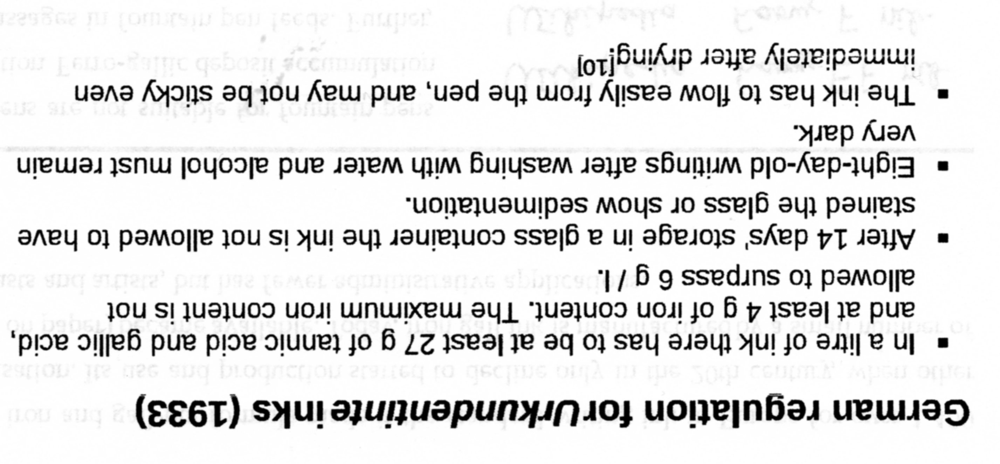 German regulation for Urkundentinte inks (1933)
▪ In a litre of ink there has to be at least 27 g of tannic acid and gallic acid,
and at least 4 g of iron content. The maximum iron content is not
allowed to surpass 6 g / l.
▪ After 14 days' storage in a glass container the ink is not allowed to have
stained the glass or show sedimentation.
▪ Eight-day-old writings after washing with water and alcohol must remain
very dark.
▪ The ink has to flow easily from the pen, and may not be sticky even
immediately after drying.[10]